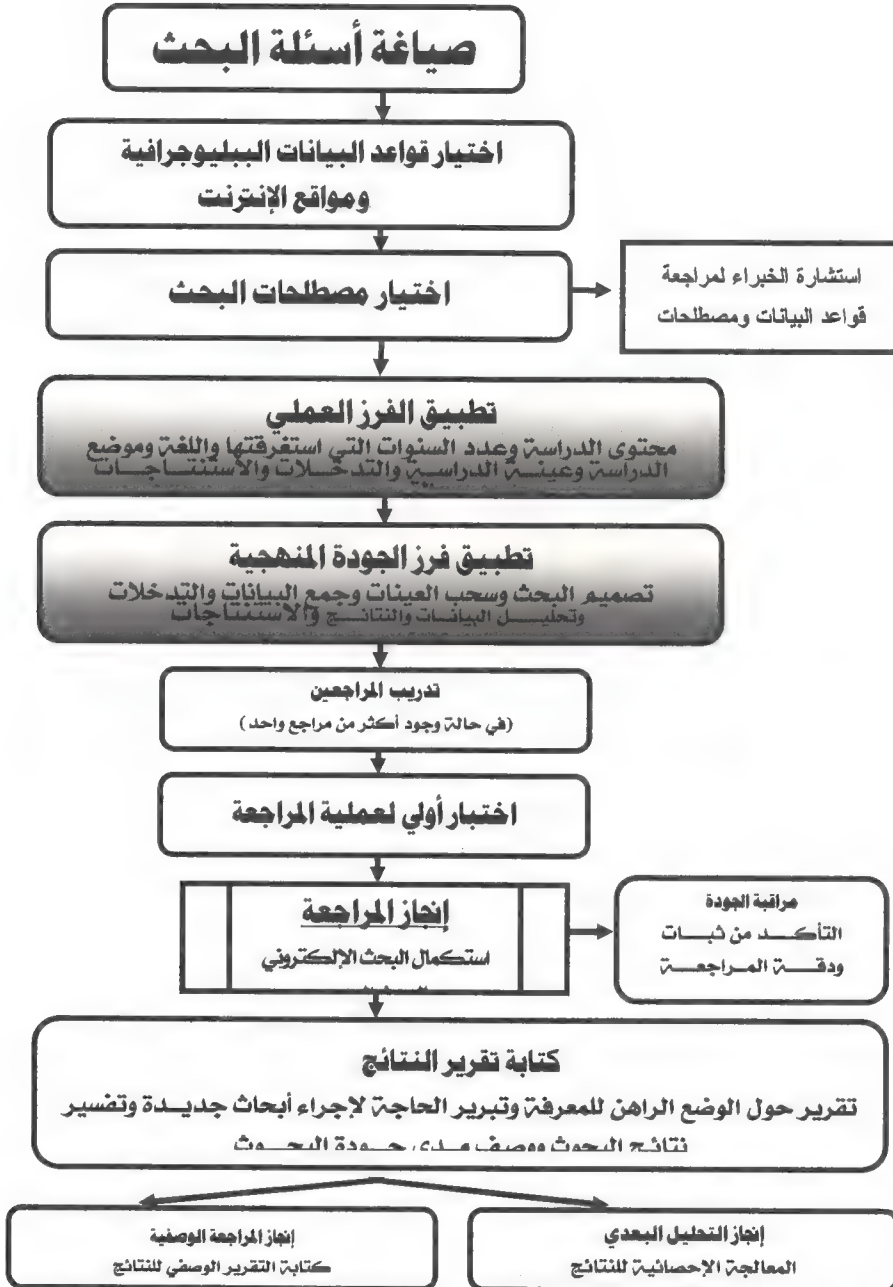 صياغة أسئلة البحث
اختيار قواعد البيانات الببليوجرافية
ومواقع الإنترنت
اختيار مصطلحات البحث
استشارة الخبراء لمراجعة
قواعد البيانات ومصطلحات
تطبيق الفرز العملي
محتوى الدراسة وعدد السنوات التي استغرقتها واللغة وموضع
الدراسة وعينة الدراسة والتدخلات والاستنتاجات
تطبيق فرز الجودة المنهجية
تصميم البحث وسحب العينات وجمع البيانات والتدخلات
وتحليل البيانات والنتائج والاستنتاجات
تدريب المراجعين
(في حالة وجود أكثر من مراجع واحد)
اختبار أولي لعملية المراجعة
إنجاز المراجعة
استكمال البحث الإلكتروني
مراقبة الجودة
التأكد من ثبات
ودقة المراجعة
كتابة تقرير النتائج
تقرير حول الوضع الراهن للمعرفة وتبرير الحاجة لإجراء أبحاث جديدة وتفسير
نتائج البحوث ووصف مدى جودة البحوث
إنجاز التحليل البعدي
المعالجة الإحصائية للنتائج
إنجاز المراجعة الوصفية
كتابة التقرير الوصفي للنتائج